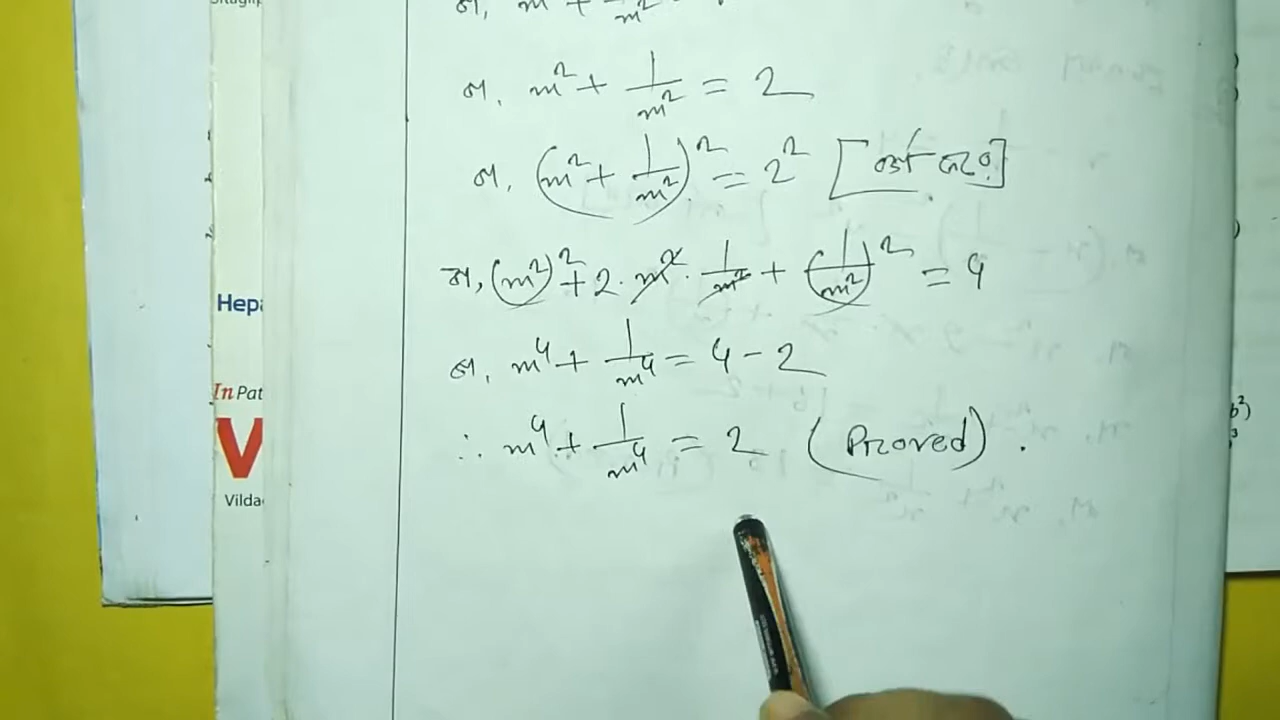 বা, m² + 1/m² = 2
বা, (m² + 1/m²)² = 2² [বর্গ করে]
বা, (m²)² + 2 · m² · 1/m² + (1/m²)² = 4
বা, m⁴ + 1/m⁴ = 4 - 2
∴ m⁴ + 1/m⁴ = 2 (Proved).
Hepa
In Pat
V
Vilda
b²)